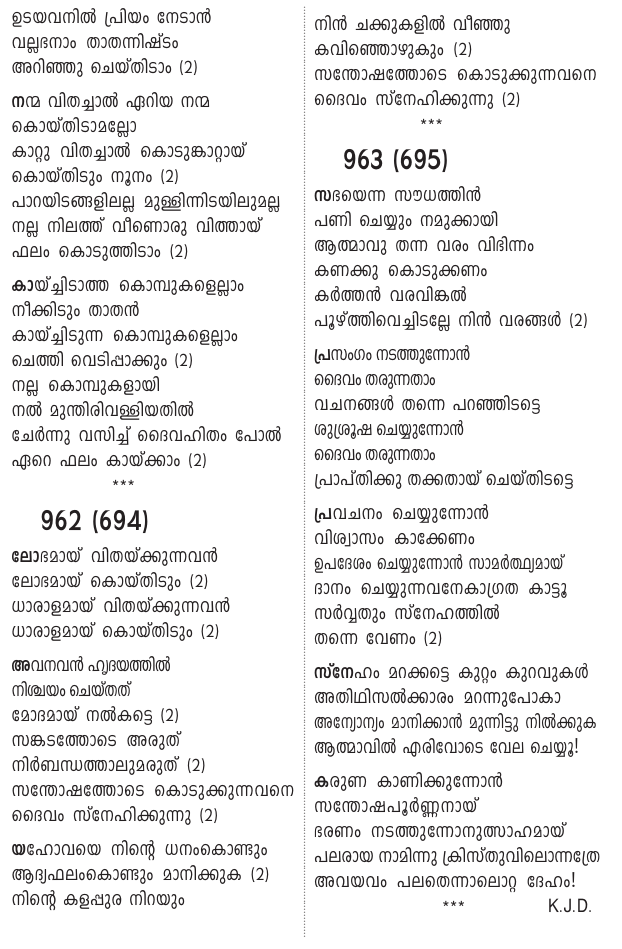 ഉടയവനിൽ പ്രിയം നേടാൻ
വല്ലഭനാം താതന്നിഷ്ടം
അറിഞ്ഞു ചെയ്തിടാം (2)
നന്മ വിതച്ചാൽ ഏറിയ നന്മ
കൊയ്തിടാമല്ലോ
കാറ്റു വിതച്ചാൽ കൊടുങ്കാറ്റായ്
കൊയ്തിടും നൂനം (2)
പാറയിടങ്ങളിലല്ല മുള്ളിന്നിടയിലുമല്ല
നല്ല നിലത്ത് വീണൊരു വിത്തായ്
ഫലം കൊടുത്തിടാം (2)
കായ്ച്ചിടാത്ത കൊമ്പുകളെല്ലാം
നീക്കിടും താതൻ
കായ്ച്ചിടുന്ന കൊമ്പുകളെല്ലാം
ചെത്തി വെടിപ്പാക്കും (2)
നല്ല കൊമ്പുകളായി
നൽ മുന്തിരിവള്ളിയതിൽ
ചേർന്നു വസിച്ച് ദൈവഹിതം പോൽ
ഏറെ ഫലം കായ്ക്കാം (2)
***
962 (694)
ലോഭമായ് വിതയ്ക്കുന്നവൻ
ലോഭമായ് കൊയ്തിടും (2)
ധാരാളമായ് വിതയ്ക്കുന്നവൻ
ധാരാളമായ് കൊയ്തിടും (2)
അവനവൻ ഹൃദയത്തിൽ
നിശ്ചയം ചെയ്തത്
മോദമായ് നൽകട്ടെ (2)
സങ്കടത്തോടെ അരുത്
നിർബന്ധത്താലുമരുത് (2)
സന്തോഷത്തോടെ കൊടുക്കുന്നവനെ
ദൈവം സ്നേഹിക്കുന്നു (2)
യഹോവയെ നിന്റെ ധനംകൊണ്ടും
ആദ്യഫലംകൊണ്ടും മാനിക്കുക (2)
നിന്റെ കളപ്പുര നിറയും
നിൻ ചക്കുകളിൽ വീഞ്ഞു
കവിഞ്ഞൊഴുകും (2)
സന്തോഷത്തോടെ കൊടുക്കുന്നവനെ
ദൈവം സ്നേഹിക്കുന്നു (2)
***
963 (695)
സഭയെന്ന സൗധത്തിൻ
പണി ചെയ്യും നമുക്കായി
ആത്മാവു തന്ന വരം വിഭിന്നം
കണക്കു കൊടുക്കണം
കർത്തൻ വരവിങ്കൽ
പൂഴ്ത്തിവെച്ചിടല്ലേ നിൻ വരങ്ങൾ (2)
പ്രസംഗം നടത്തുന്നോൻ
ദൈവം തരുന്നതാം
വചനങ്ങൾ തന്നെ പറഞ്ഞിടട്ടെ
ശുശ്രൂഷ ചെയ്യുന്നോൻ
ദൈവം തരുന്നതാം
പ്രാപ്തിക്കു തക്കതായ് ചെയ്തിടട്ടെ
പ്രവചനം ചെയ്യുന്നോൻ
വിശ്വാസം കാക്കേണം
ഉപദേശം ചെയ്യുന്നോൻ സാമർത്ഥ്യമായ്
ദാനം ചെയ്യുന്നവനേകാഗ്രത കാട്ടൂ
സർവ്വതും സ്നേഹത്തിൽ
തന്നെ വേണം (2)
സ്നേഹം മറക്കട്ടെ കുറ്റം കുറവുകൾ
അതിഥിസൽക്കാരം മറന്നുപോകാ
അന്യോന്യം മാനിക്കാൻ മുന്നിട്ടു നിൽക്കുക
ആത്മാവിൽ എരിവോടെ വേല ചെയ്യൂ!
കരുണ കാണിക്കുന്നോൻ
സന്തോഷപൂർണ്ണനായ്
ഭരണം നടത്തുന്നോനുത്സാഹമായ്
പലരായ നാമിന്നു ക്രിസ്തുവിലൊന്നത്രേ
അവയവം പലതെന്നാലൊറ്റ ദേഹം!
*** K.J.D.